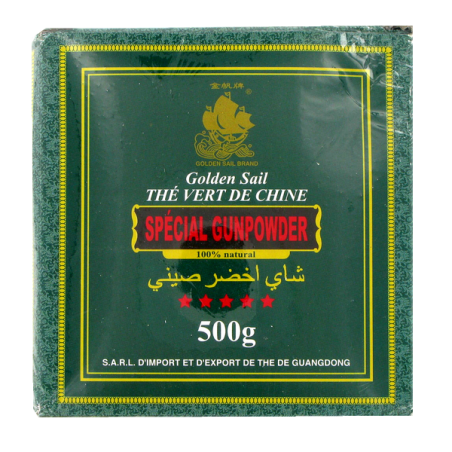 金帆牌
®
GOLDEN SAIL BRAND
Golden Sail
THÉ VERT DE CHINE
SPÉCIAL GUNPOWDER
100% natural
شاي اخضر صيني
500g
S.A.R.L. D'IMPORT ET D'EXPORT DE THE DE GUANGDONG